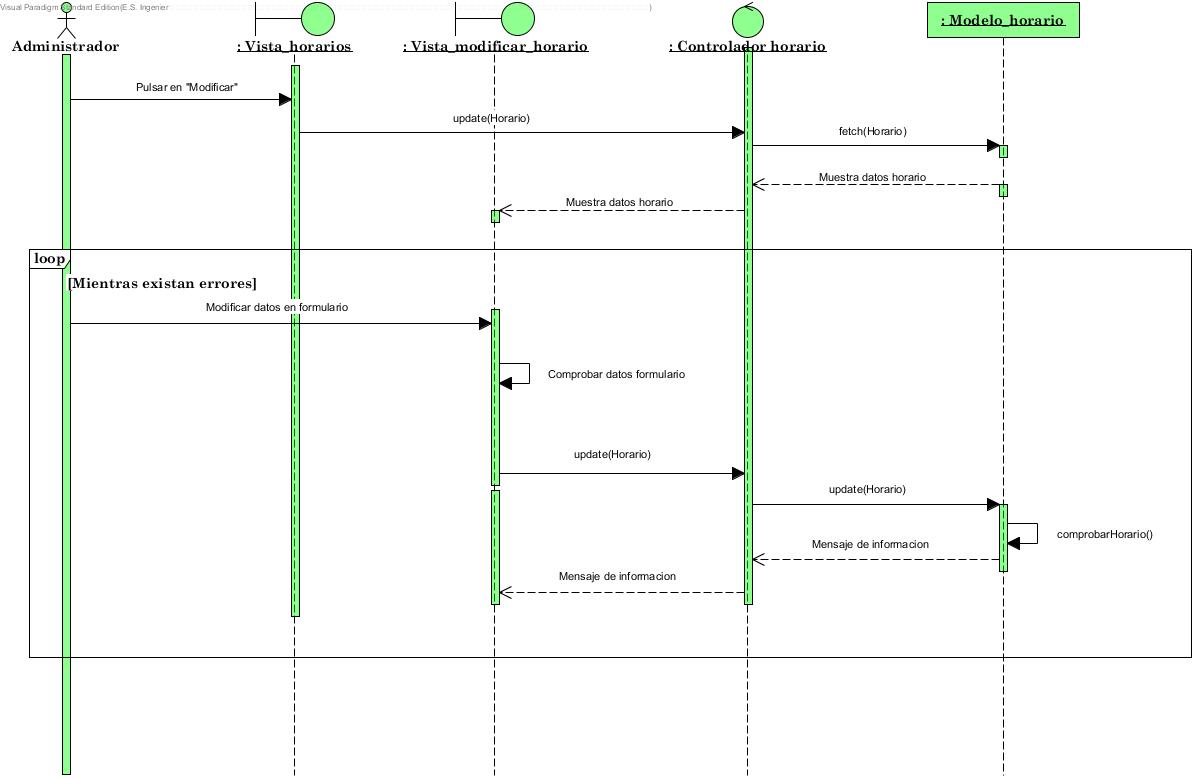 Visual Paradigm Standard Edition(E.S. Ingenier
Administrador
: Vista_horarios
: Vista_modificar_horario
: Controlador horario
: Modelo_horario
Pulsar en "Modificar"
update(Horario)
fetch(Horario)
Muestra datos horario
Muestra datos horario
loop
[Mientras existan errores]
Modificar datos en formulario
Comprobar datos formulario
update(Horario)
update(Horario)
comprobarHorario()
Mensaje de informacion
Mensaje de informacion